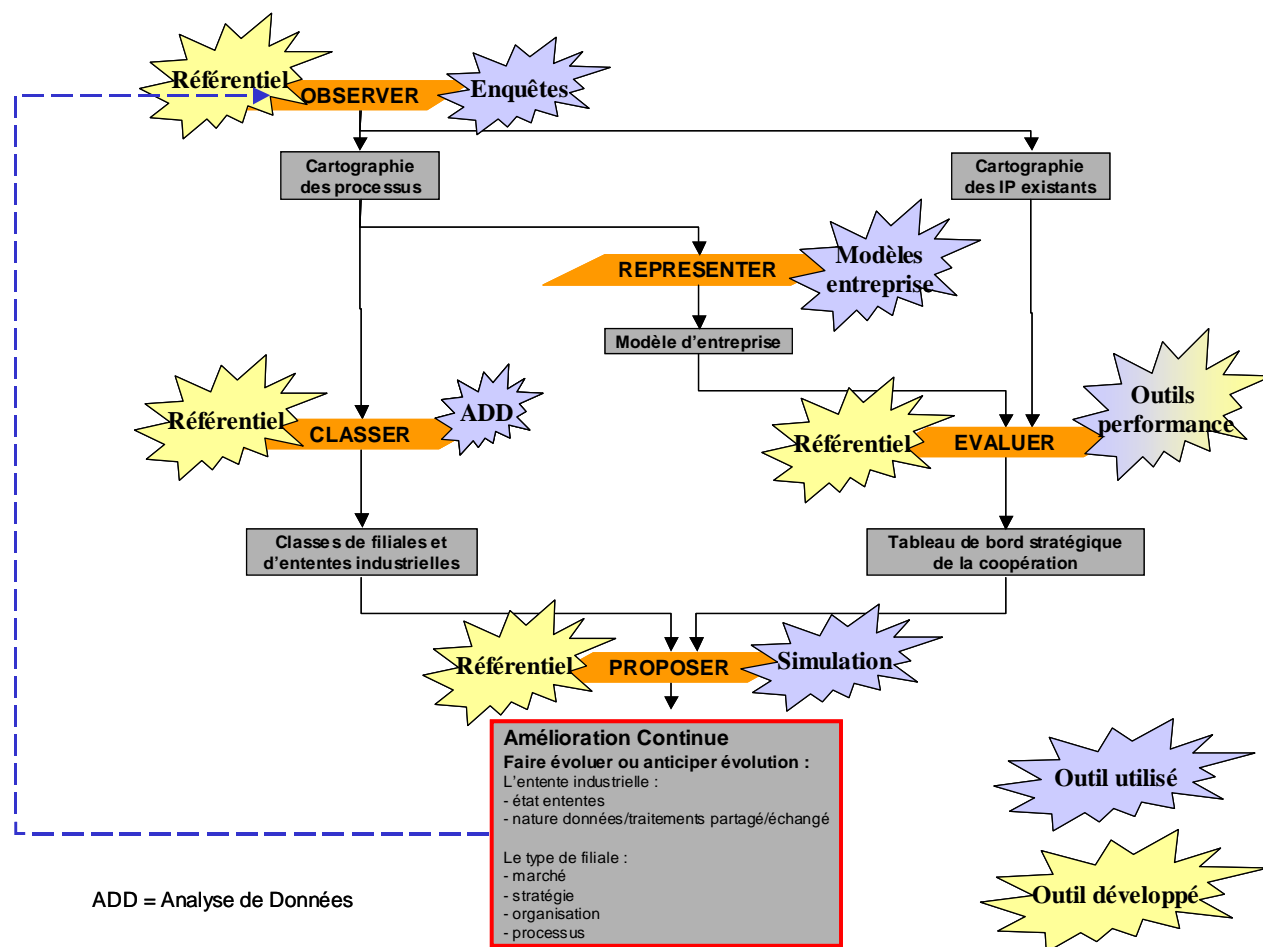 Référentiel
OBSERVER
Enquêtes
Cartographie
des processus
Cartographie
des IP existants
REPRESENTER
Modèles
entreprise
Modèle d'entreprise
Référentiel
CLASSER
ADD
Référentiel
EVALUER
Outils
performance
Classes de filiales et
d'ententes industrielles
Tableau de bord stratégique
de la coopération
Référentiel
PROPOSER
Simulation
Amélioration Continue
Faire évoluer ou anticiper évolution :
L'entente industrielle :
- état ententes
- nature données/traitements partagé/échangé
Le type de filiale :
- marché
- stratégie
- organisation
- processus
ADD = Analyse de Données
Outil utilisé
Outil développé